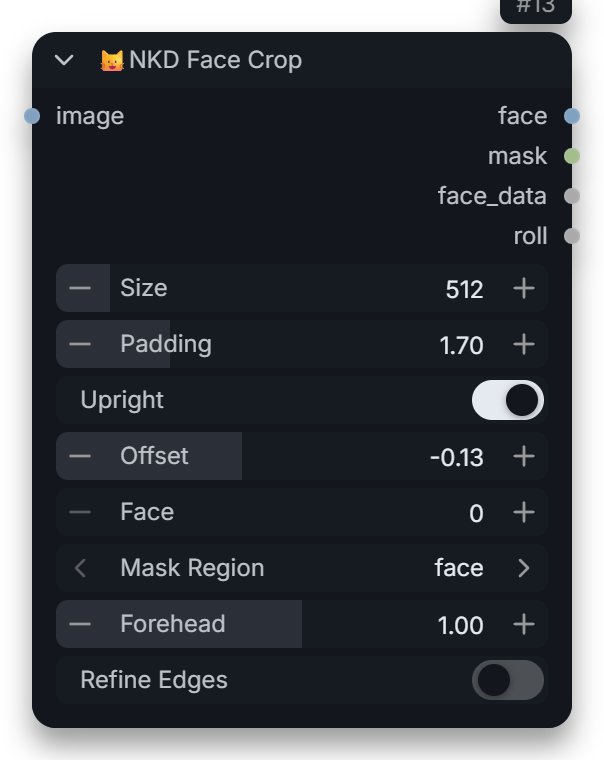 #13
NKD Face Crop
image face
mask
face_data
roll
Size 512
Padding 1.70
Upright
Offset -0.13
Face 0
Mask Region face
Forehead 1.00
Refine Edges